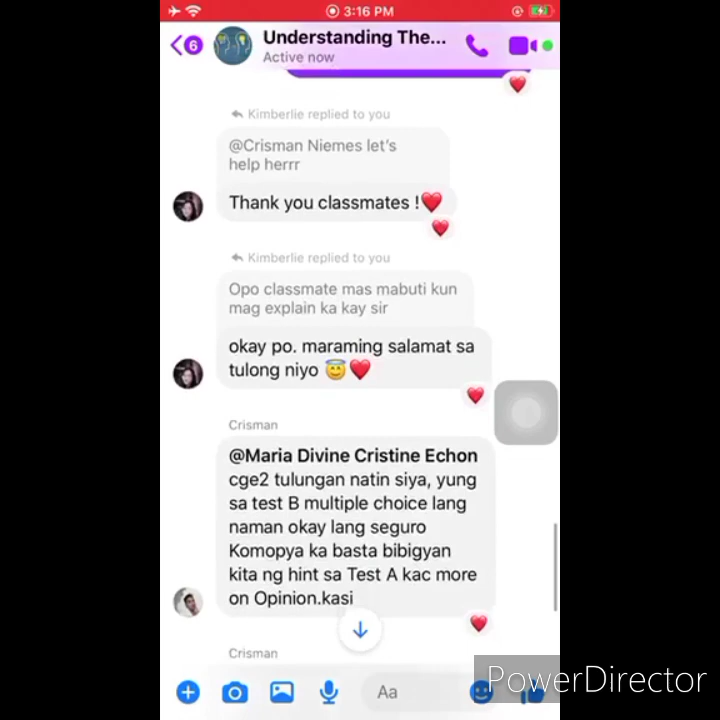 3:16 PM
6
Understanding The...
Active now
Kimberlie replied to you
@Crisman Niemes let's
help herrr
Thank you classmates !❤️
Kimberlie replied to you
Opo classmate mas mabuti kun
mag explain ka kay sir
okay po. maraming salamat sa
tulong niyo 😇❤️
Crisman
@Maria Divine Cristine Echon
cge2 tulungan natin siya, yung
sa test B multiple choice lang
naman okay lang seguro
Komopya ka basta bibigyan
kita ng hint sa Test A kac more
on Opinion.kasi
Crisman
Aa
PowerDirector